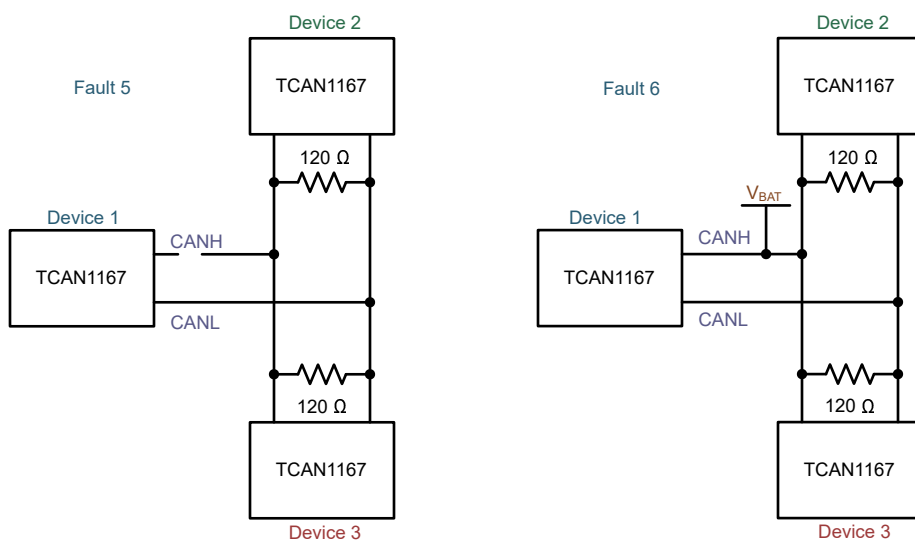 Device 2
Fault 5
TCAN1167
120 Ω
Device 1
CANH
TCAN1167
CANL
120 Ω
TCAN1167
Device 3
Device 2
Fault 6
TCAN1167
120 Ω
VBAT
Device 1
CANH
TCAN1167
CANL
120 Ω
TCAN1167
Device 3